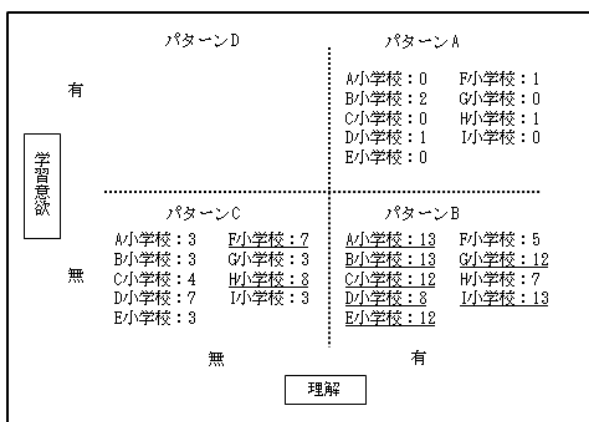 パターンD
パターンA
有
A小学校：0 F小学校：1
B小学校：2 G小学校：0
C小学校：0 H小学校：1
D小学校：1 I小学校：0
E小学校：0
学習意欲
パターンC
パターンB
A小学校：3 F小学校：7
B小学校：3 G小学校：3
C小学校：4 H小学校：8
D小学校：7 I小学校：3
E小学校：3
無
A小学校：13 F小学校：5
B小学校：13 G小学校：12
C小学校：12 H小学校：7
D小学校：8 I小学校：13
E小学校：12
無
有
理解